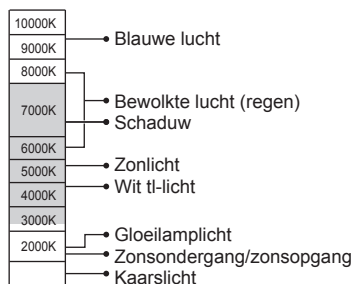 10000K
Blauwe lucht
9000K
8000K
Bewolkte lucht (regen)
7000K
Schaduw
6000K
Zonlicht
5000K
Wit tl-licht
4000K
3000K
Gloeilamplicht
2000K
Zonsondergang/zonsopgang
Kaarslicht